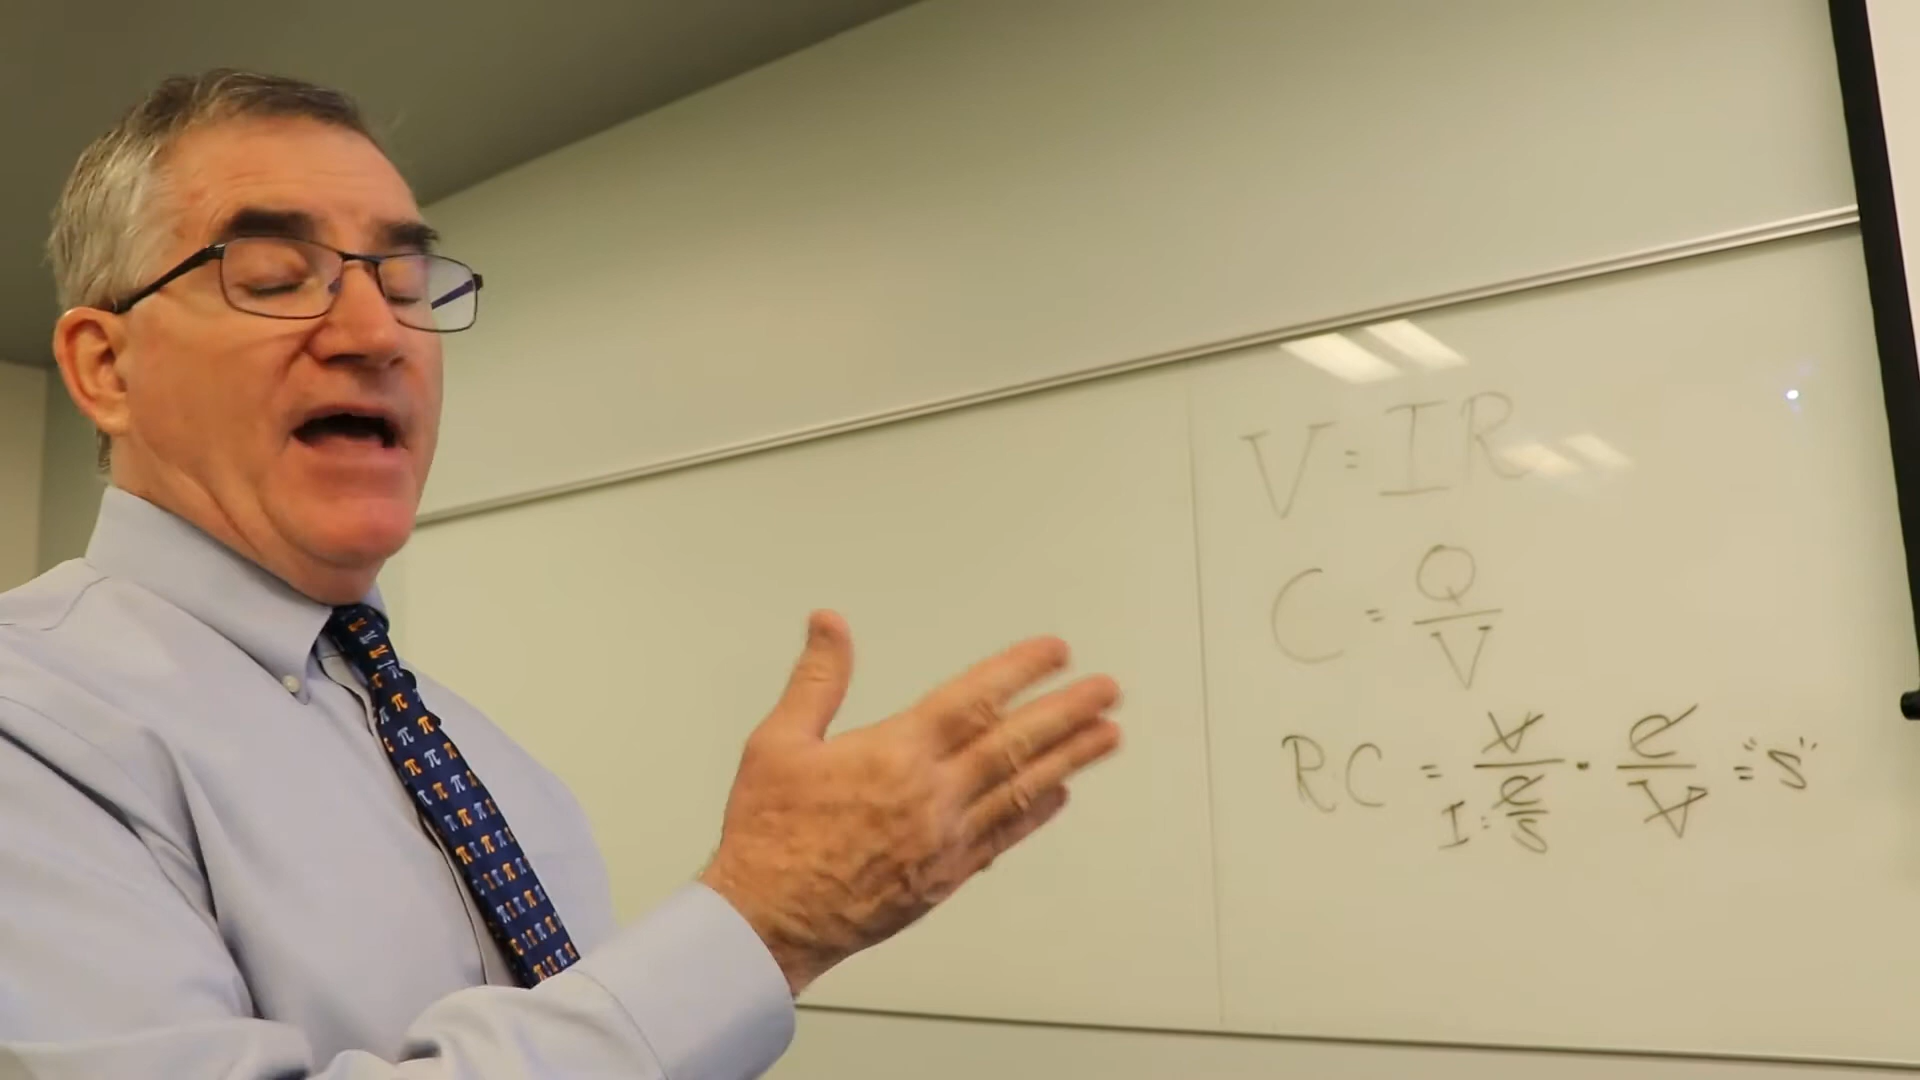 V = IR
C = Q/V
RC = V/(C/S) · C/V = "S"
I = C/S